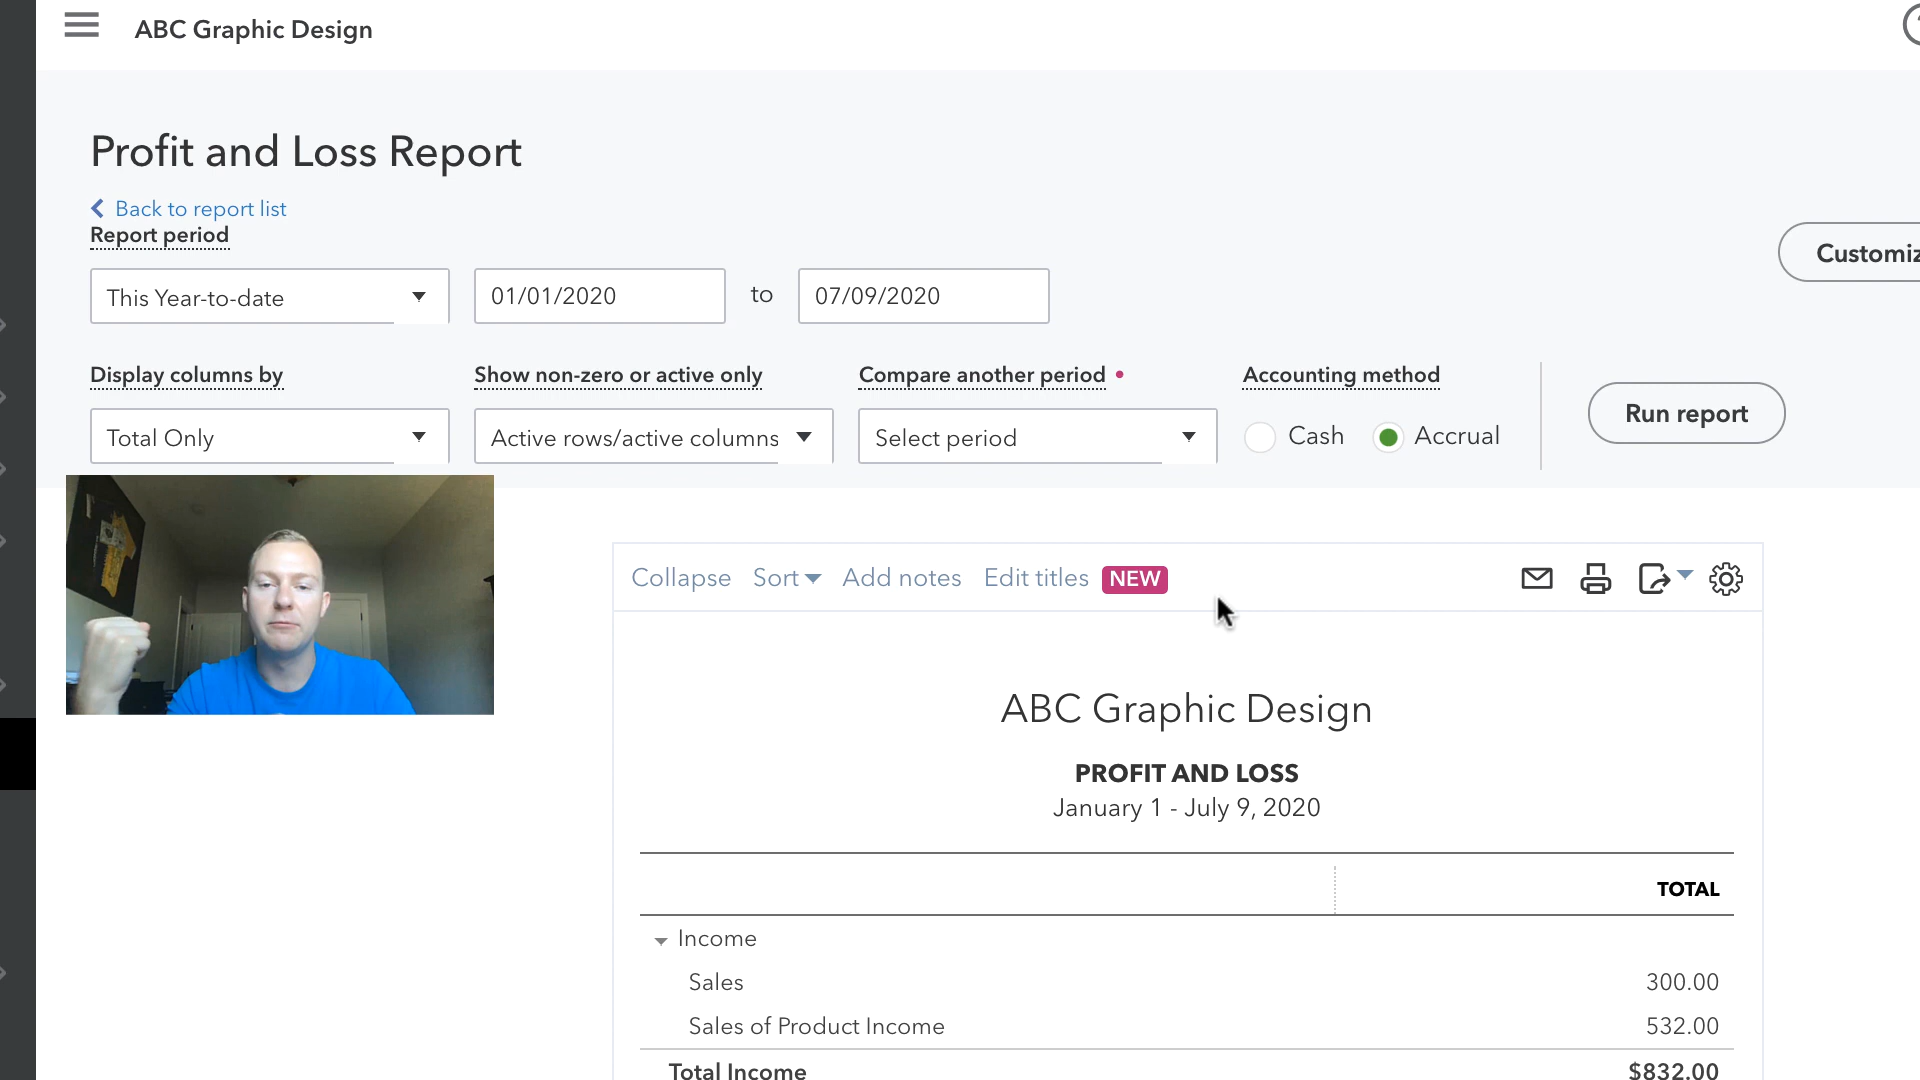 ABC Graphic Design
Profit and Loss Report
Back to report list
Report period
This Year-to-date
01/01/2020 to 07/09/2020
Display columns by
Show non-zero or active only
Compare another period
Accounting method
Total Only
Active rows/active columns
Select period
Cash
Accrual
Run report
Customiz
Collapse Sort Add notes Edit titles NEW
ABC Graphic Design
PROFIT AND LOSS
January 1 - July 9, 2020
TOTAL
Income
Sales 300.00
Sales of Product Income 532.00
Total Income $832.00